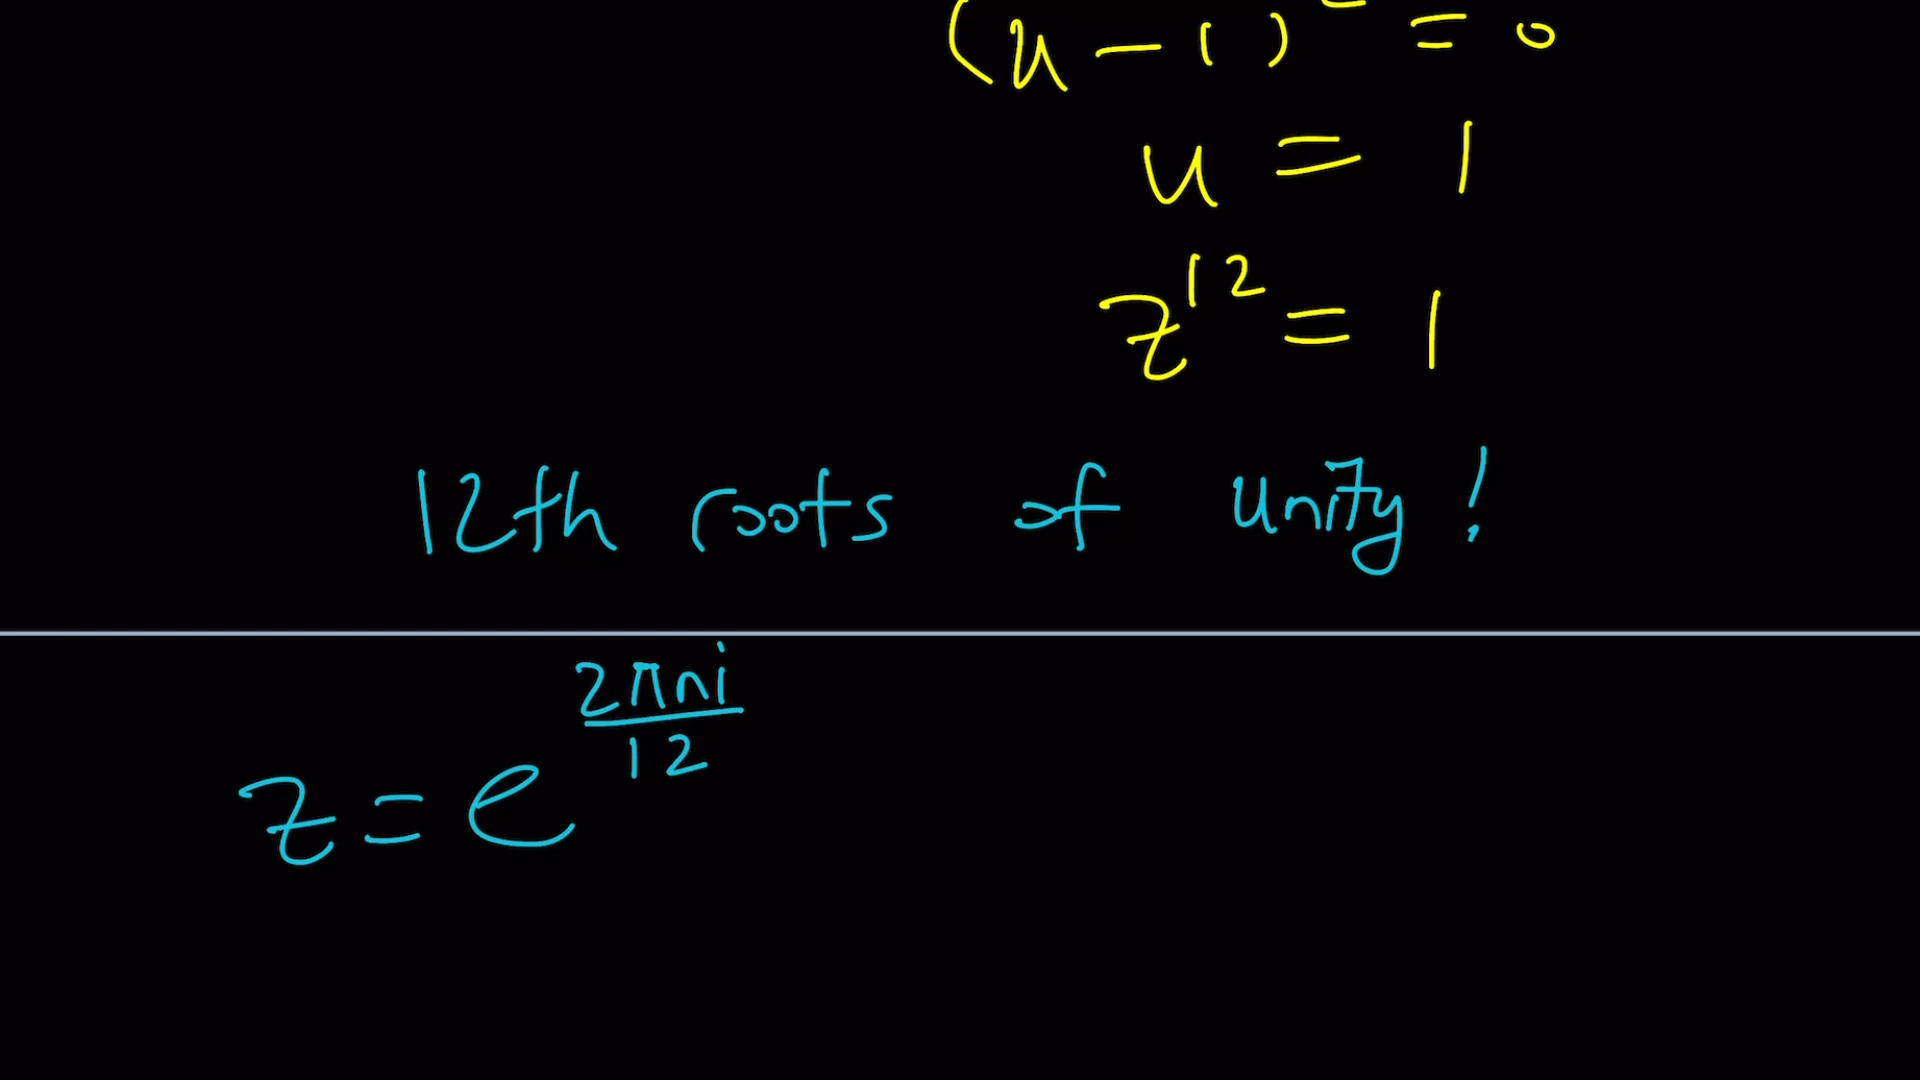 (u - 1)² = 0
u = 1
z¹² = 1
12th roots of unity!
z = e^(2πni/12)